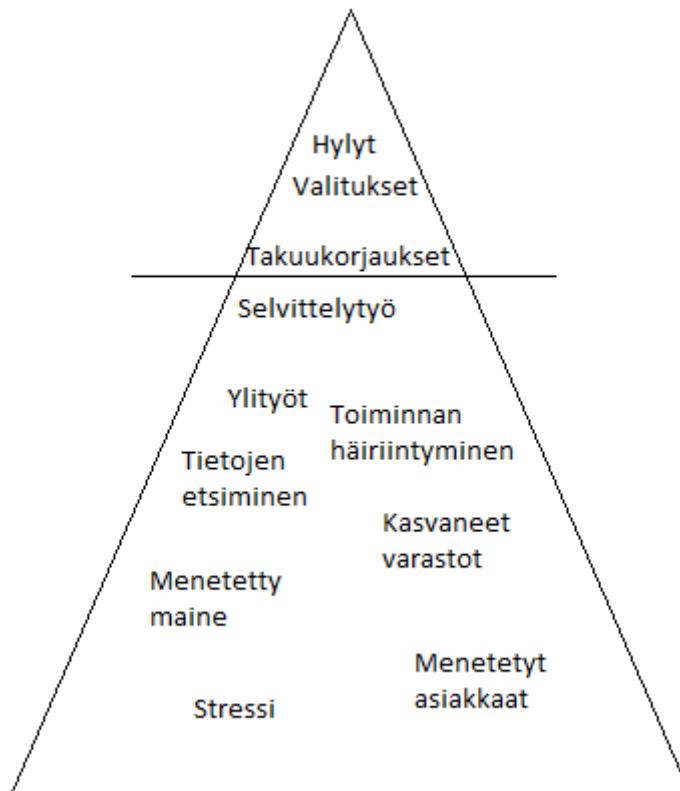 Hylyt
Valitukset
Takuukorjaukset
Selvittelytyö
Ylityöt
Toiminnan
häiriintyminen
Tietojen
etsiminen
Kasvaneet
varastot
Menetetty
maine
Menetetyt
asiakkaat
Stressi